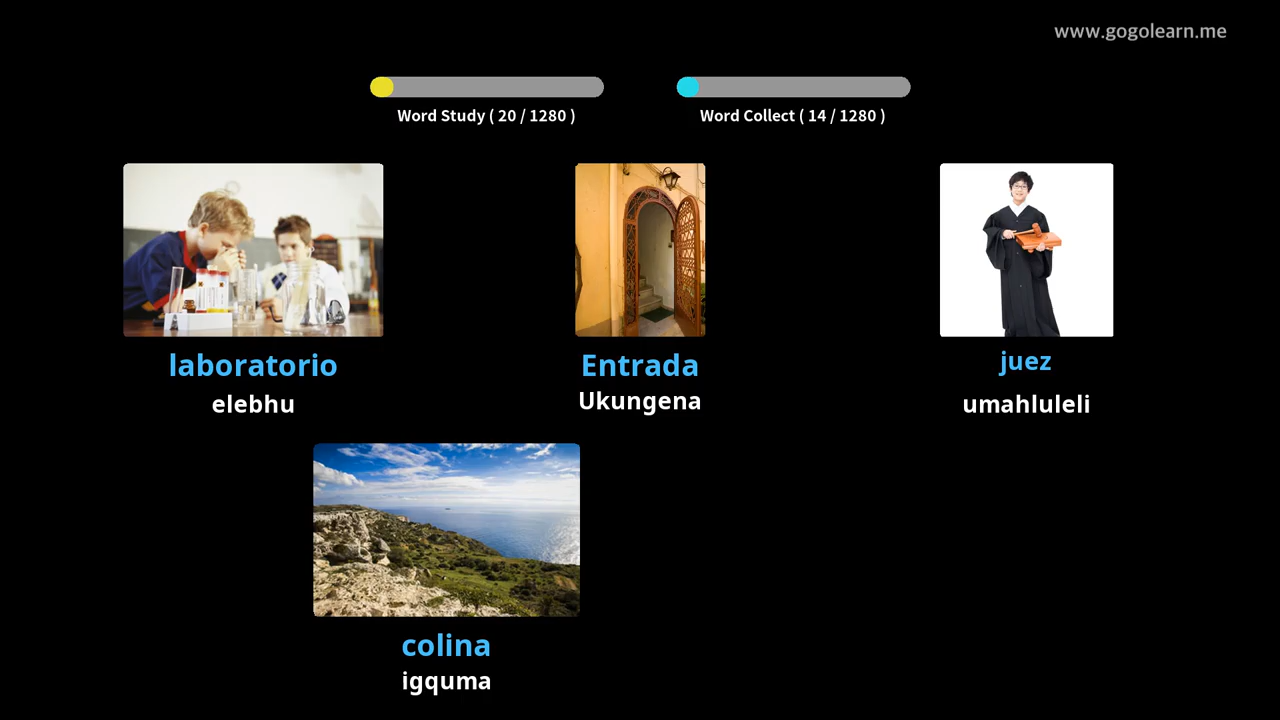 www.gogolearn.me
Word Study ( 20 / 1280 )
Word Collect ( 14 / 1280 )
laboratorio
elebhu
Entrada
Ukungena
juez
umahluleli
colina
igquma